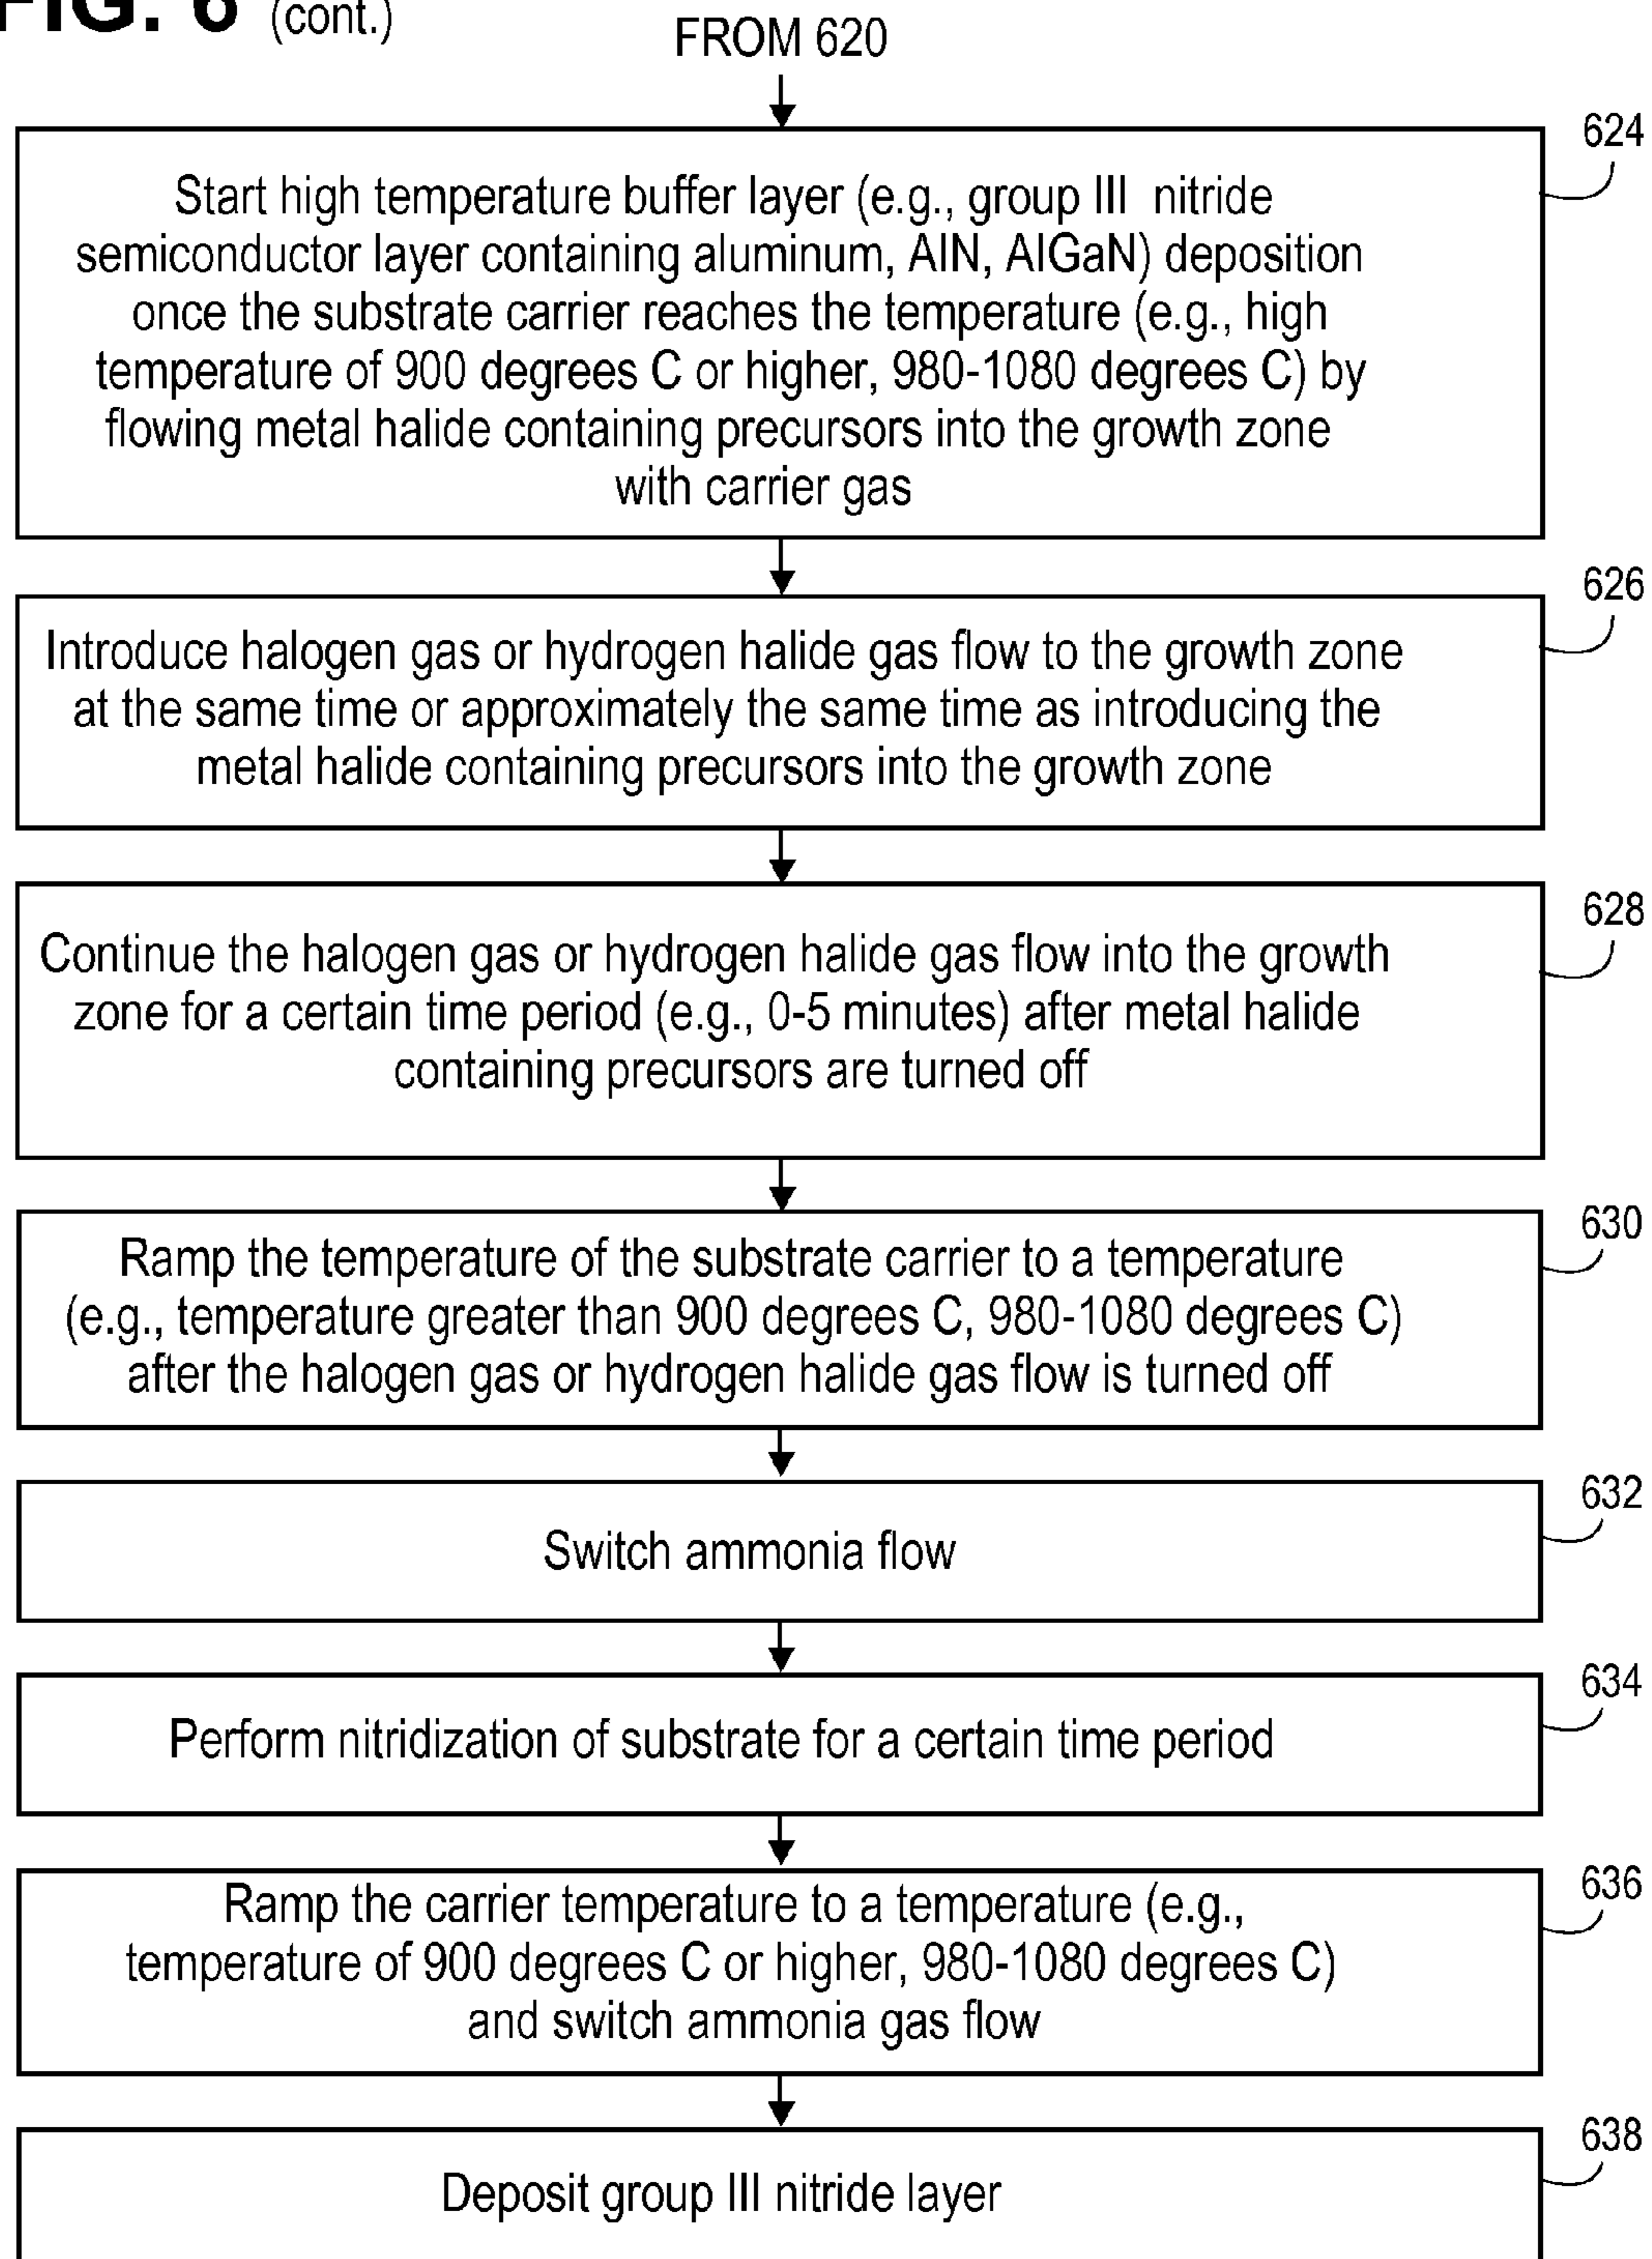 FIG. 6 (cont.)
FROM 620
624
Start high temperature buffer layer (e.g., group III nitride
semiconductor layer containing aluminum, AlN, AlGaN) deposition
once the substrate carrier reaches the temperature (e.g., high
temperature of 900 degrees C or higher, 980-1080 degrees C) by
flowing metal halide containing precursors into the growth zone
with carrier gas
626
Introduce halogen gas or hydrogen halide gas flow to the growth zone
at the same time or approximately the same time as introducing the
metal halide containing precursors into the growth zone
628
Continue the halogen gas or hydrogen halide gas flow into the growth
zone for a certain time period (e.g., 0-5 minutes) after metal halide
containing precursors are turned off
630
Ramp the temperature of the substrate carrier to a temperature
(e.g., temperature greater than 900 degrees C, 980-1080 degrees C)
after the halogen gas or hydrogen halide gas flow is turned off
632
Switch ammonia flow
634
Perform nitridization of substrate for a certain time period
636
Ramp the carrier temperature to a temperature (e.g.,
temperature of 900 degrees C or higher, 980-1080 degrees C)
and switch ammonia gas flow
638
Deposit group III nitride layer